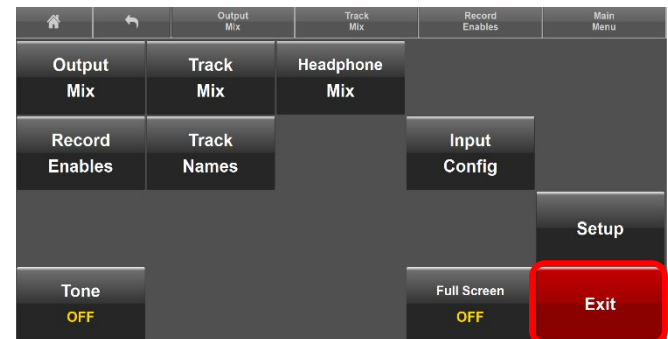 Output
Mix
Track
Mix
Record
Enables
Main
Menu
Output
Mix
Track
Mix
Headphone
Mix
Record
Enables
Track
Names
Input
Config
Setup
Tone
OFF
Full Screen
OFF
Exit